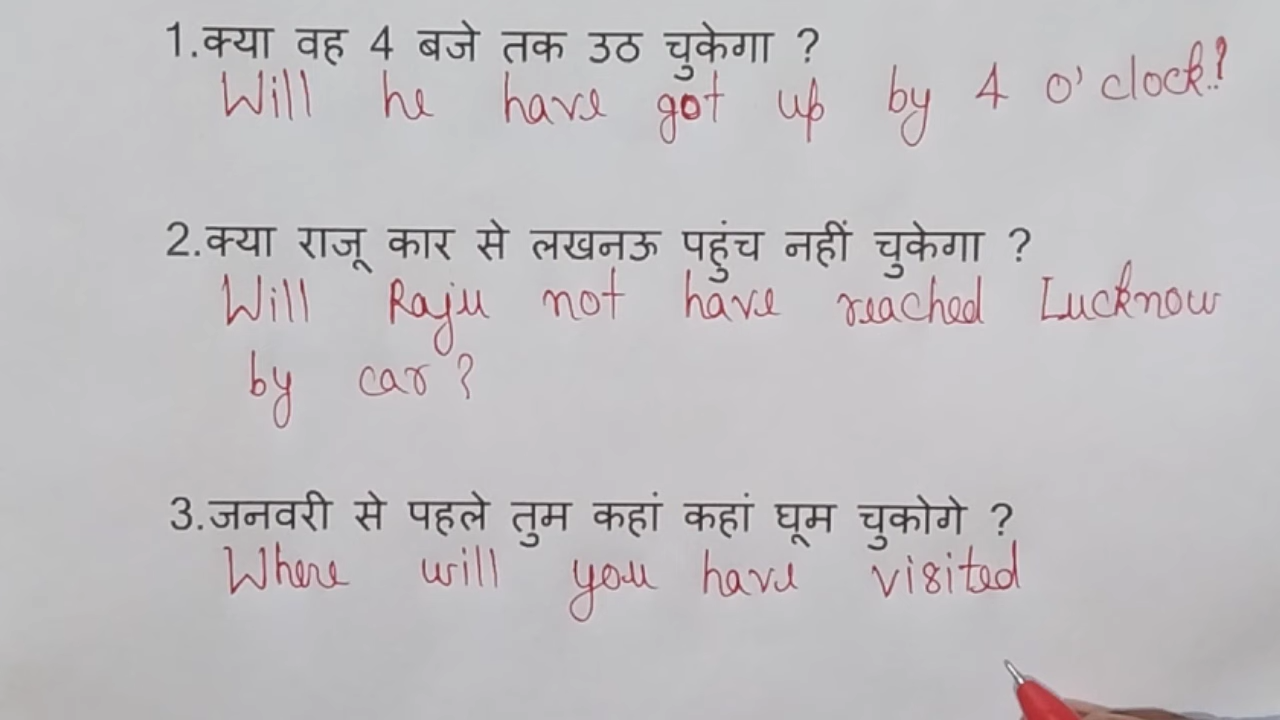 1.क्या वह 4 बजे तक उठ चुकेगा ?
Will he have got up by 4 o'clock?
2.क्या राजू कार से लखनऊ पहुंच नहीं चुकेगा ?
Will Raju not have reached Lucknow
by car?
3.जनवरी से पहले तुम कहां कहां घूम चुकोगे ?
Where will you have visited